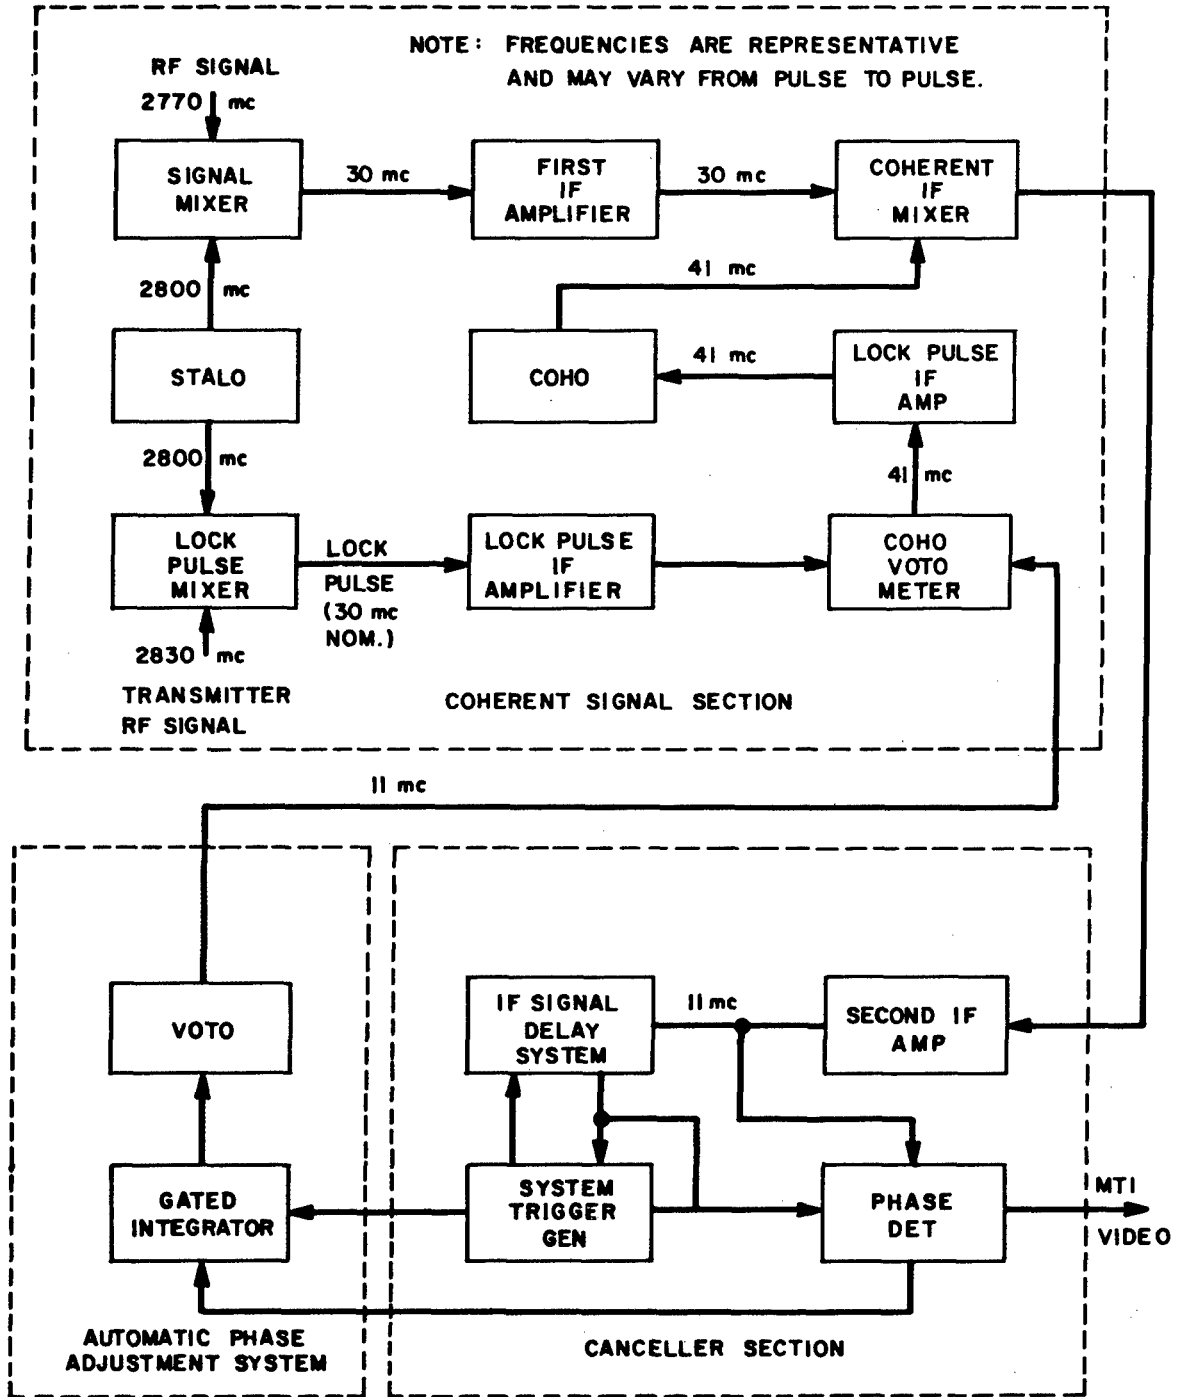 NOTE: FREQUENCIES ARE REPRESENTATIVE
AND MAY VARY FROM PULSE TO PULSE.
RF SIGNAL
2770 mc
SIGNAL
MIXER
30 mc
FIRST
IF
AMPLIFIER
30 mc
COHERENT
IF
MIXER
2800 mc
41 mc
STALO
COHO
41 mc
LOCK PULSE
IF
AMP
2800 mc
41 mc
LOCK
PULSE
MIXER
LOCK
PULSE
(30 mc
NOM.)
LOCK PULSE
IF
AMPLIFIER
COHO
VOTO
METER
2830 mc
TRANSMITTER
RF SIGNAL
COHERENT SIGNAL SECTION
11 mc
VOTO
IF SIGNAL
DELAY
SYSTEM
11 mc
SECOND IF
AMP
GATED
INTEGRATOR
SYSTEM
TRIGGER
GEN
PHASE
DET
MTI
VIDEO
AUTOMATIC PHASE
ADJUSTMENT SYSTEM
CANCELLER SECTION